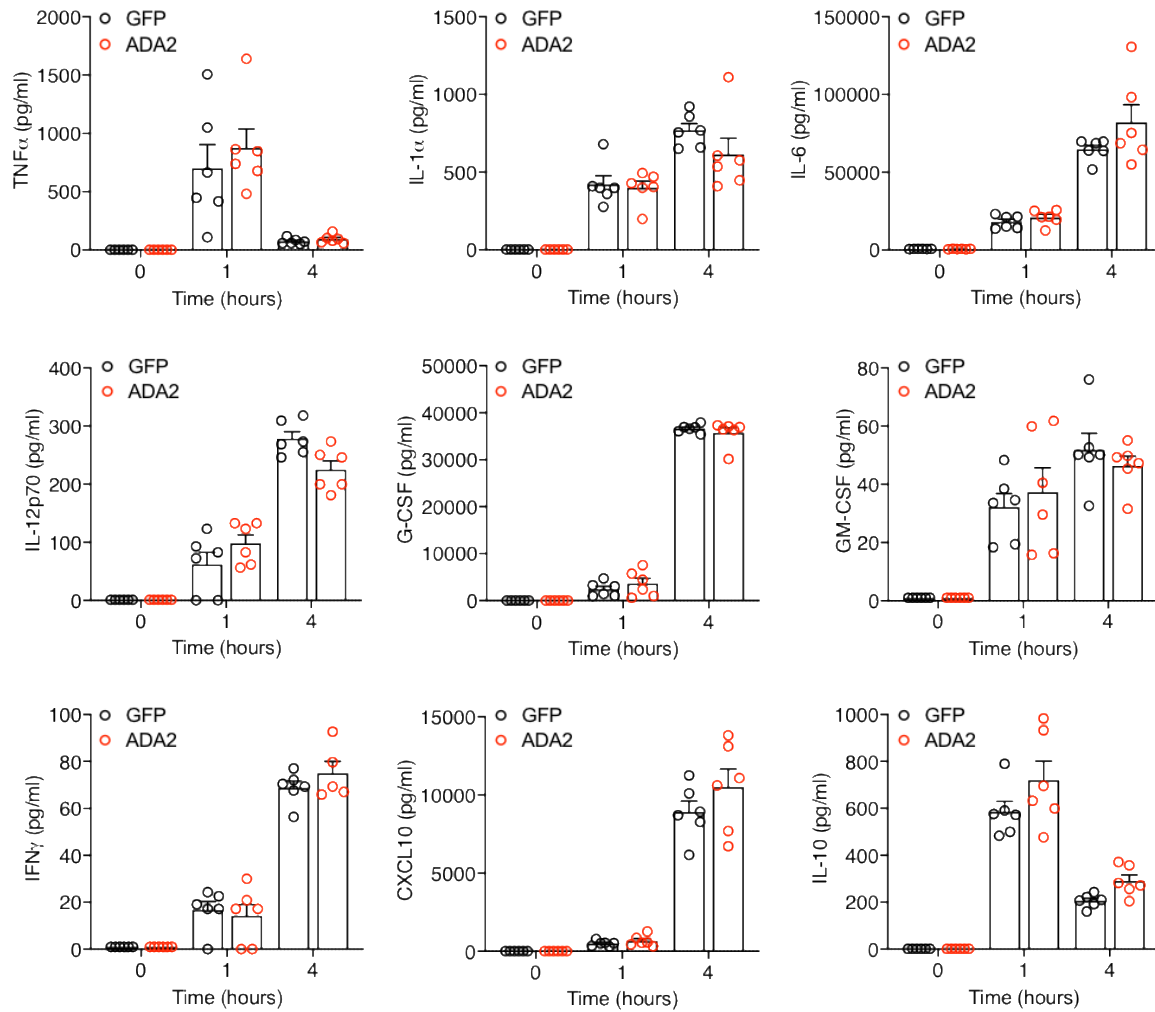 TNFα (pg/ml)
2000
1500
1000
500
0
GFP
ADA2
0 1 4
Time (hours)
IL-1α (pg/ml)
1500
1000
500
0
GFP
ADA2
0 1 4
Time (hours)
IL-6 (pg/ml)
150000
100000
50000
0
GFP
ADA2
0 1 4
Time (hours)
IL-12p70 (pg/ml)
400
300
200
100
0
GFP
ADA2
0 1 4
Time (hours)
G-CSF (pg/ml)
50000
40000
30000
20000
10000
0
GFP
ADA2
0 1 4
Time (hours)
GM-CSF (pg/ml)
80
60
40
20
0
GFP
ADA2
0 1 4
Time (hours)
IFNγ (pg/ml)
100
80
60
40
20
0
GFP
ADA2
0 1 4
Time (hours)
CXCL10 (pg/ml)
15000
10000
5000
0
GFP
ADA2
0 1 4
Time (hours)
IL-10 (pg/ml)
1000
800
600
400
200
0
GFP
ADA2
0 1 4
Time (hours)